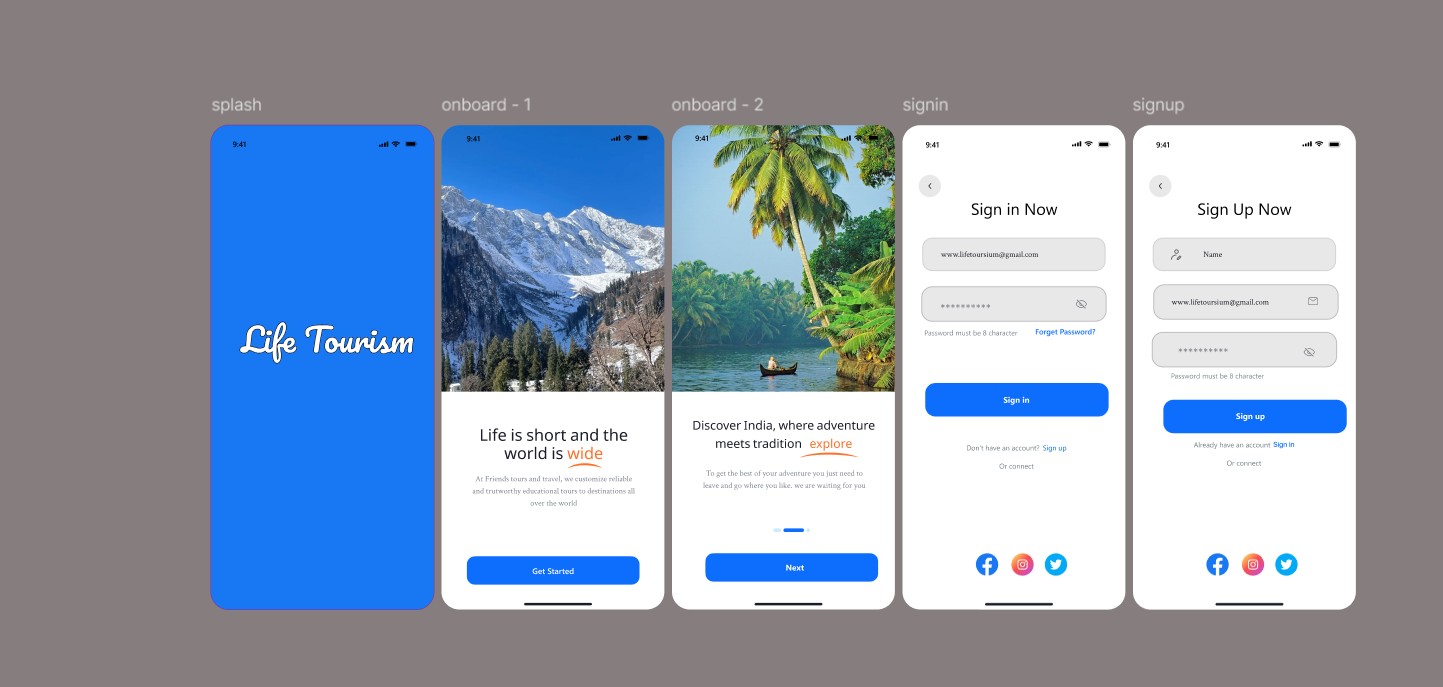 splash
9:41
Life Tourism
onboard - 1
9:41
Life is short and the
world is wide
At Friends tours and travel, we customize reliable
and trutworthy educational tours to destinations all
over the world
Get Started
onboard - 2
9:41
Discover India, where adventure
meets tradition explore
To get the best of your adventure you just need to
leave and go where you like. we are waiting for you
Next
signin
9:41
Sign in Now
www.lifetoursium@gmail.com
**********
Password must be 8 character
Forget Password?
Sign in
Don't have an account? Sign up
Or connect
signup
9:41
Sign Up Now
Name
www.lifetoursium@gmail.com
**********
Password must be 8 character
Sign up
Already have an account Sign in
Or connect